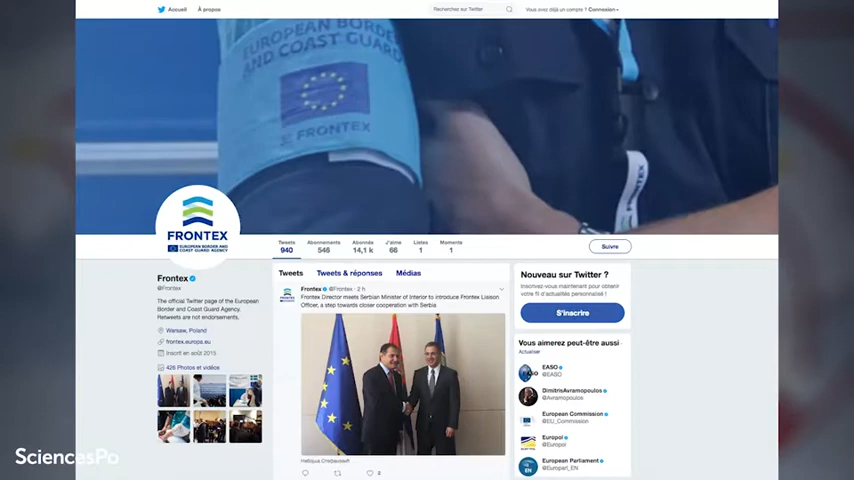 Accueil
À propos
Recherchez sur Twitter
Vous avez déjà un compte ? Connexion
EUROPEAN BORDER
AND COAST GUARD
FRONTEX
FRONTEX
EUROPEAN BORDER AND
COAST GUARD AGENCY
Tweets
940
Abonnements
546
Abonnés
14,1 k
J'aime
66
Listes
1
Moments
1
Suivre
Frontex
@Frontex
The official Twitter page of the European
Border and Coast Guard Agency.
Retweets are not endorsements.
Warsaw, Poland
frontex.europa.eu
Inscrit en août 2015
426 Photos et vidéos
Tweets
Tweets & réponses
Médias
Frontex @Frontex · 2 h
Frontex Director meets Serbian Minister of Interior to introduce Frontex Liaison
Officer, a step towards closer cooperation with Serbia
8
Nouveau sur Twitter ?
Inscrivez-vous maintenant pour obtenir
votre fil d'actualités personnalisé !
S'inscrire
Vous aimerez peut-être aussi
Actualiser
EASO
@EASO
DimitrisAvramopoulos
@Avramopoulos
European Commission
@EU_Commission
Europol
@Europol
European Parliament
@Europarl_EN
SciencesPo